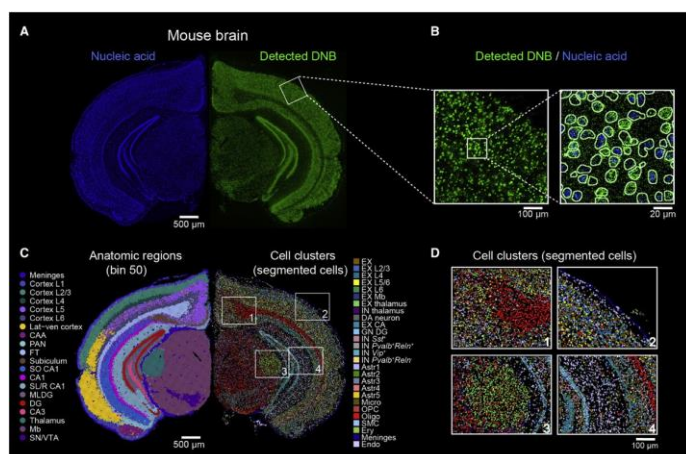 A
Mouse brain
Nucleic acid
Detected DNB
500 μm
B
Detected DNB / Nucleic acid
100 μm
20 μm
C
Anatomic regions
(bin 50)
Meninges
Cortex L1
Cortex L2/3
Cortex L4
Cortex L5
Cortex L6
Lat-ven cortex
CAA
PAN
FT
Subiculum
SO CA1
CA1
SL/R CA1
MLDG
DG
CA3
Thalamus
Mb
SN/VTA
500 μm
Cell clusters
(segmented cells)
1
2
3
4
EX
EX L2/3
EX L4
EX L5/6
EX L6
EX Mb
EX thalamus
IN thalamus
DA neuron
EX CA
GN DG
IN Sst⁺
IN Pvalb⁺Reln⁺
IN Vip⁺
IN Pvalb⁺Reln⁻
Astr1
Astr2
Astr3
Astr4
Astr5
Micro
OPC
Oligo
SMC
Ery
Meninges
Endo
D
Cell clusters (segmented cells)
1
2
3
4
100 μm